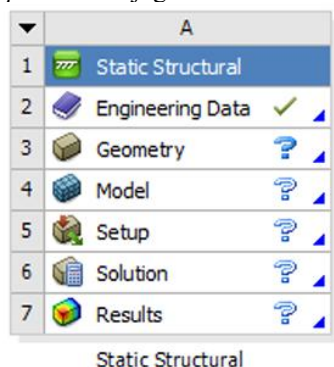 A
1 Static Structural
2 Engineering Data
3 Geometry
4 Model
5 Setup
6 Solution
7 Results
Static Structural